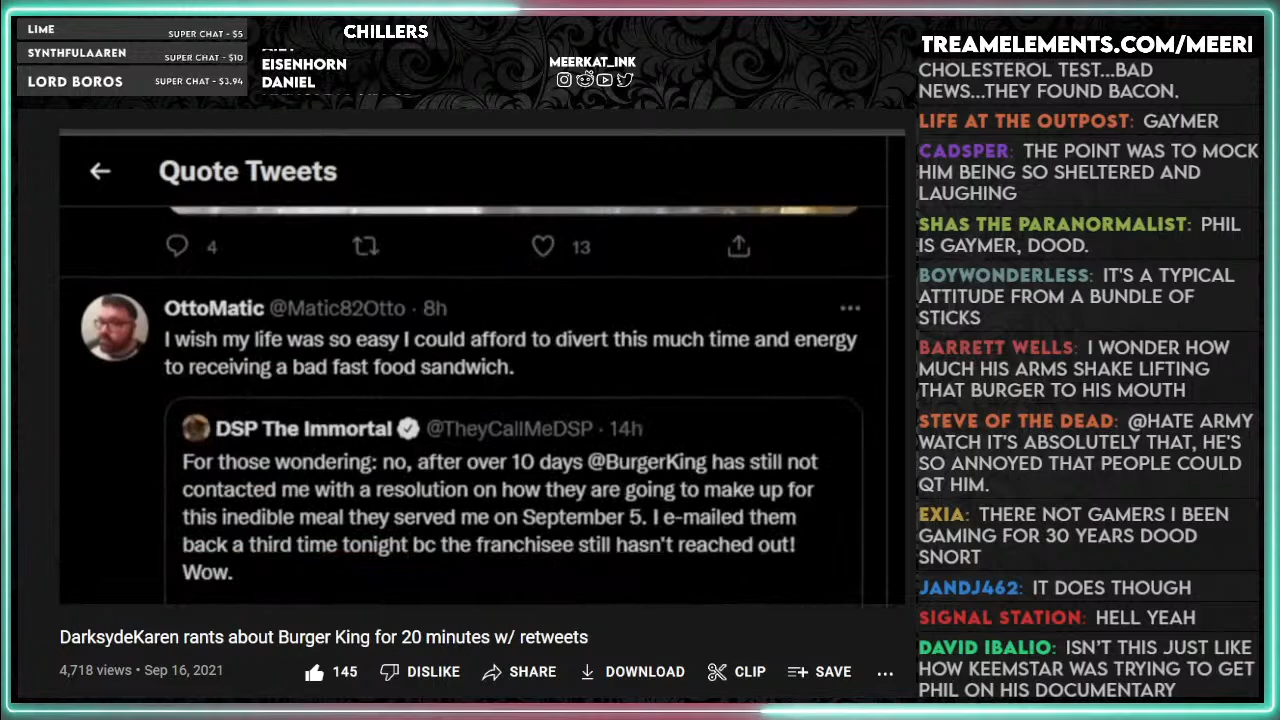 LIME SUPER CHAT - $5
SYNTHFULAAREN SUPER CHAT - $10
LORD BOROS SUPER CHAT - $3.94
CHILLERS
EISENHORN
DANIEL
MEERKAT_INK
TREAMELEMENTS.COM/MEERI
Quote Tweets
4
13
OttoMatic @Matic82Otto · 8h
I wish my life was so easy I could afford to divert this much time and energy
to receiving a bad fast food sandwich.
DSP The Immortal @TheyCallMeDSP · 14h
For those wondering: no, after over 10 days @BurgerKing has still not
contacted me with a resolution on how they are going to make up for
this inedible meal they served me on September 5. I e-mailed them
back a third time tonight bc the franchisee still hasn't reached out!
Wow.
DarksydeKaren rants about Burger King for 20 minutes w/ retweets
4,718 views • Sep 16, 2021
145
DISLIKE
SHARE
DOWNLOAD
CLIP
SAVE
CHOLESTEROL TEST...BAD
NEWS...THEY FOUND BACON.
LIFE AT THE OUTPOST: GAYMER
CADSPER: THE POINT WAS TO MOCK
HIM BEING SO SHELTERED AND
LAUGHING
SHAS THE PARANORMALIST: PHIL
IS GAYMER, DOOD.
BOYWONDERLESS: IT'S A TYPICAL
ATTITUDE FROM A BUNDLE OF
STICKS
BARRETT WELLS: I WONDER HOW
MUCH HIS ARMS SHAKE LIFTING
THAT BURGER TO HIS MOUTH
STEVE OF THE DEAD: @HATE ARMY
WATCH IT'S ABSOLUTELY THAT, HE'S
SO ANNOYED THAT PEOPLE COULD
QT HIM.
EXIA: THERE NOT GAMERS I BEEN
GAMING FOR 30 YEARS DOOD
SNORT
JANDJ462: IT DOES THOUGH
SIGNAL STATION: HELL YEAH
DAVID IBALIO: ISN'T THIS JUST LIKE
HOW KEEMSTAR WAS TRYING TO GET
PHIL ON HIS DOCUMENTARY